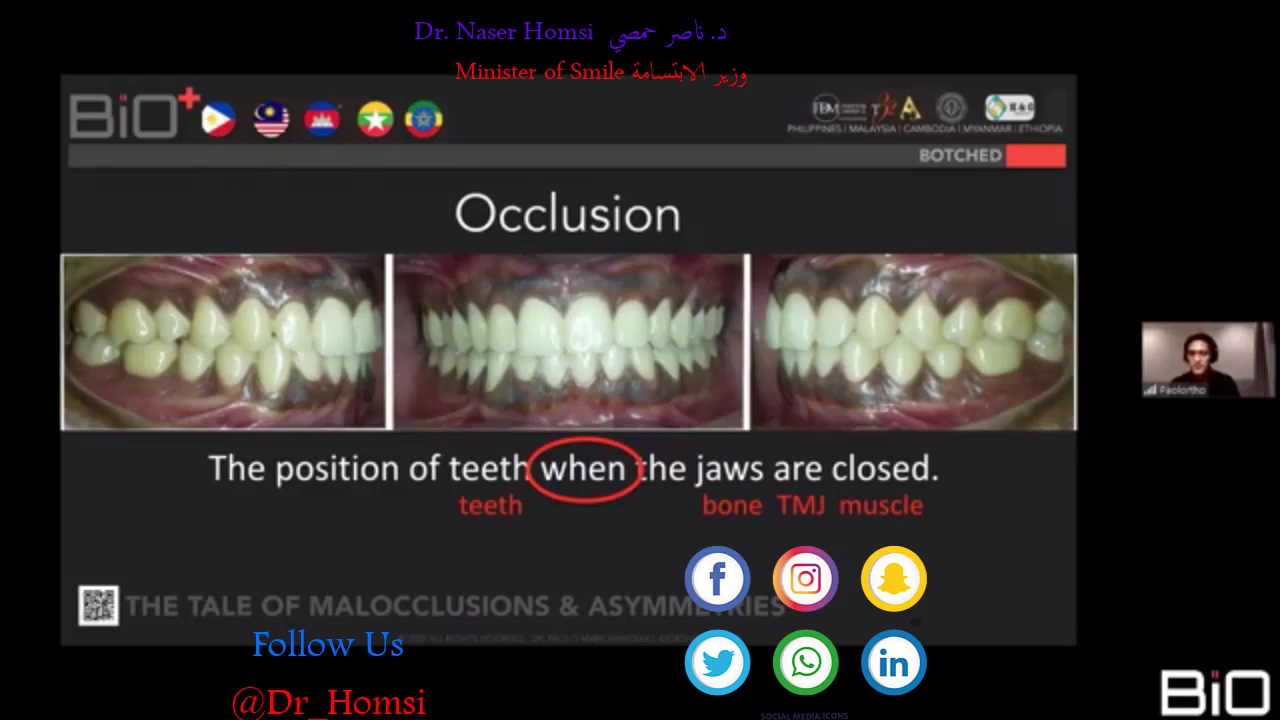 Dr. Naser Homsi د. ناصر حمصي
Minister of Smile وزير الابتسامة
BiO+
PHILIPPINES | MALAYSIA | CAMBODIA | MYANMAR | ETHIOPIA
BOTCHED
Occlusion
The position of teeth when the jaws are closed.
teeth bone TMJ muscle
Paolortho
THE TALE OF MALOCCLUSIONS & ASYMMETRIES
Follow Us
@Dr_Homsi
SOCIAL MEDIA ICONS
BiO